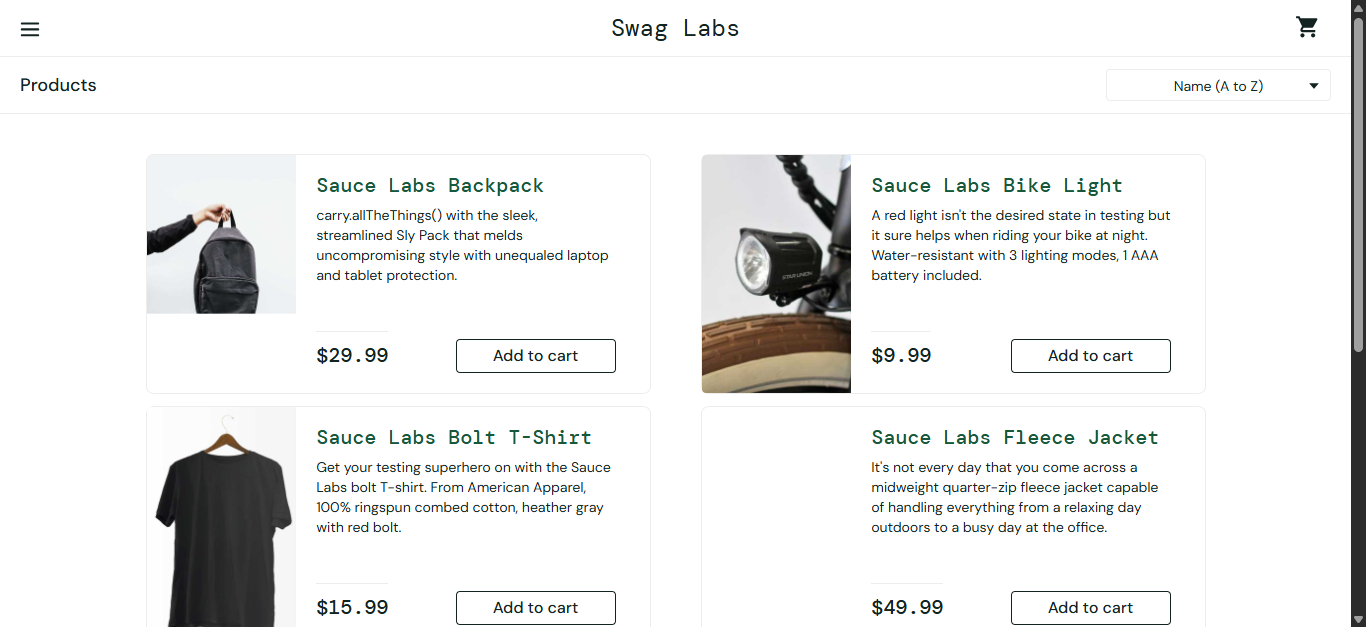 Swag Labs
Products
Name (A to Z)
Sauce Labs Backpack
carry.allTheThings() with the sleek,
streamlined Sly Pack that melds
uncompromising style with unequaled laptop
and tablet protection.
$29.99
Add to cart
STAR UNION
Sauce Labs Bike Light
A red light isn't the desired state in testing but
it sure helps when riding your bike at night.
Water-resistant with 3 lighting modes, 1 AAA
battery included.
$9.99
Add to cart
Sauce Labs Bolt T-Shirt
Get your testing superhero on with the Sauce
Labs bolt T-shirt. From American Apparel,
100% ringspun combed cotton, heather gray
with red bolt.
$15.99
Add to cart
Sauce Labs Fleece Jacket
It's not every day that you come across a
midweight quarter-zip fleece jacket capable
of handling everything from a relaxing day
outdoors to a busy day at the office.
$49.99
Add to cart